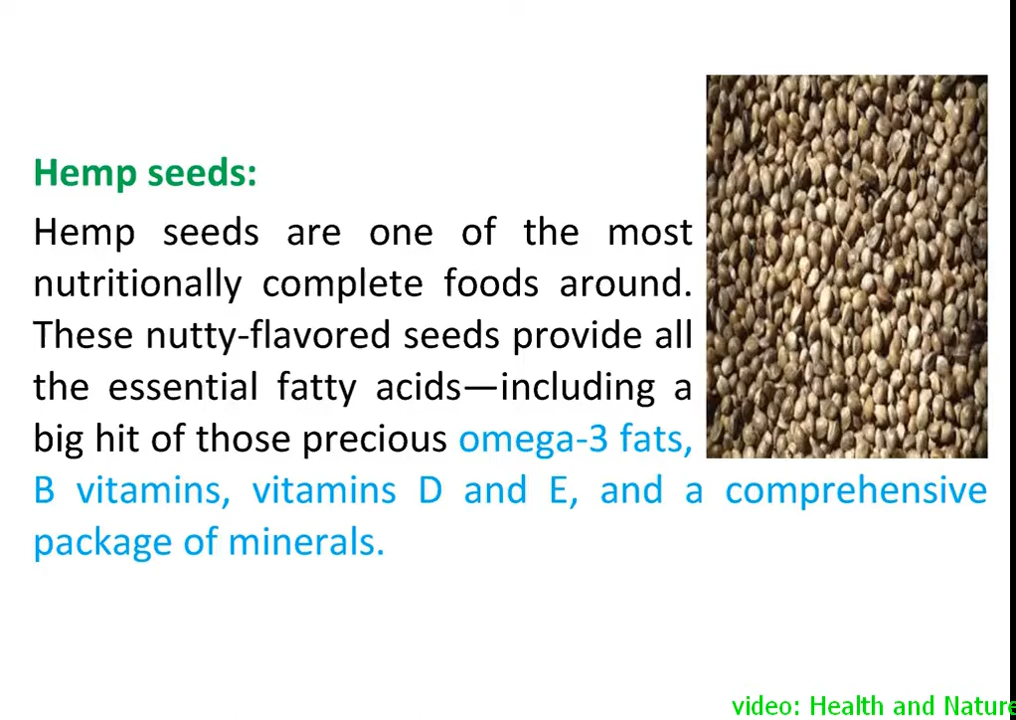 Hemp seeds:
Hemp seeds are one of the most
nutritionally complete foods around.
These nutty-flavored seeds provide all
the essential fatty acids—including a
big hit of those precious omega-3 fats,
B vitamins, vitamins D and E, and a comprehensive
package of minerals.
video: Health and Nature